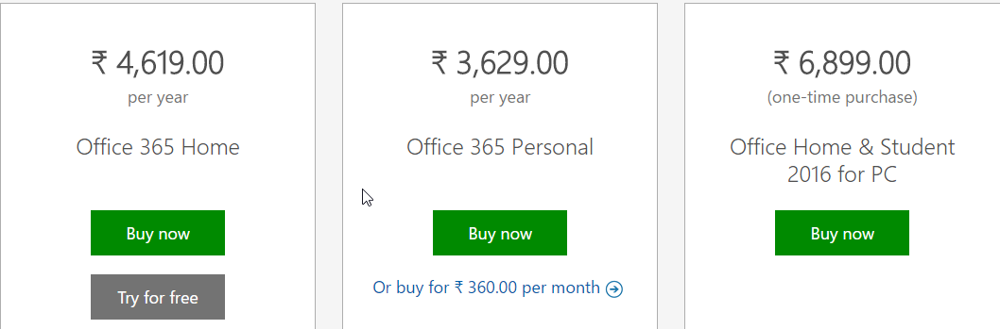 ₹ 4,619.00
per year
Office 365 Home
Buy now
Try for free
₹ 3,629.00
per year
Office 365 Personal
Buy now
Or buy for ₹ 360.00 per month
₹ 6,899.00
(one-time purchase)
Office Home & Student
2016 for PC
Buy now